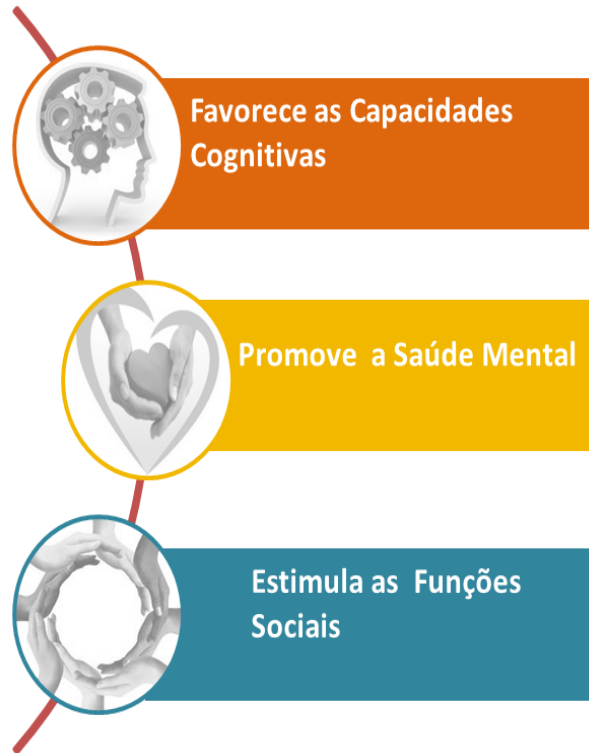 Favorece as Capacidades
Cognitivas
Promove a Saúde Mental
Estimula as Funções
Sociais